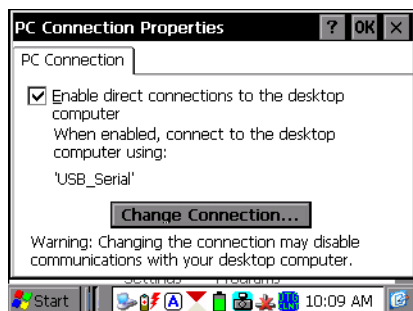 PC Connection Properties ? OK ×
PC Connection
Enable direct connections to the desktop
computer
When enabled, connect to the desktop
computer using:
'USB_Serial'
Change Connection...
Warning: Changing the connection may disable
communications with your desktop computer.
Settings Programs
Start A 10:09 AM